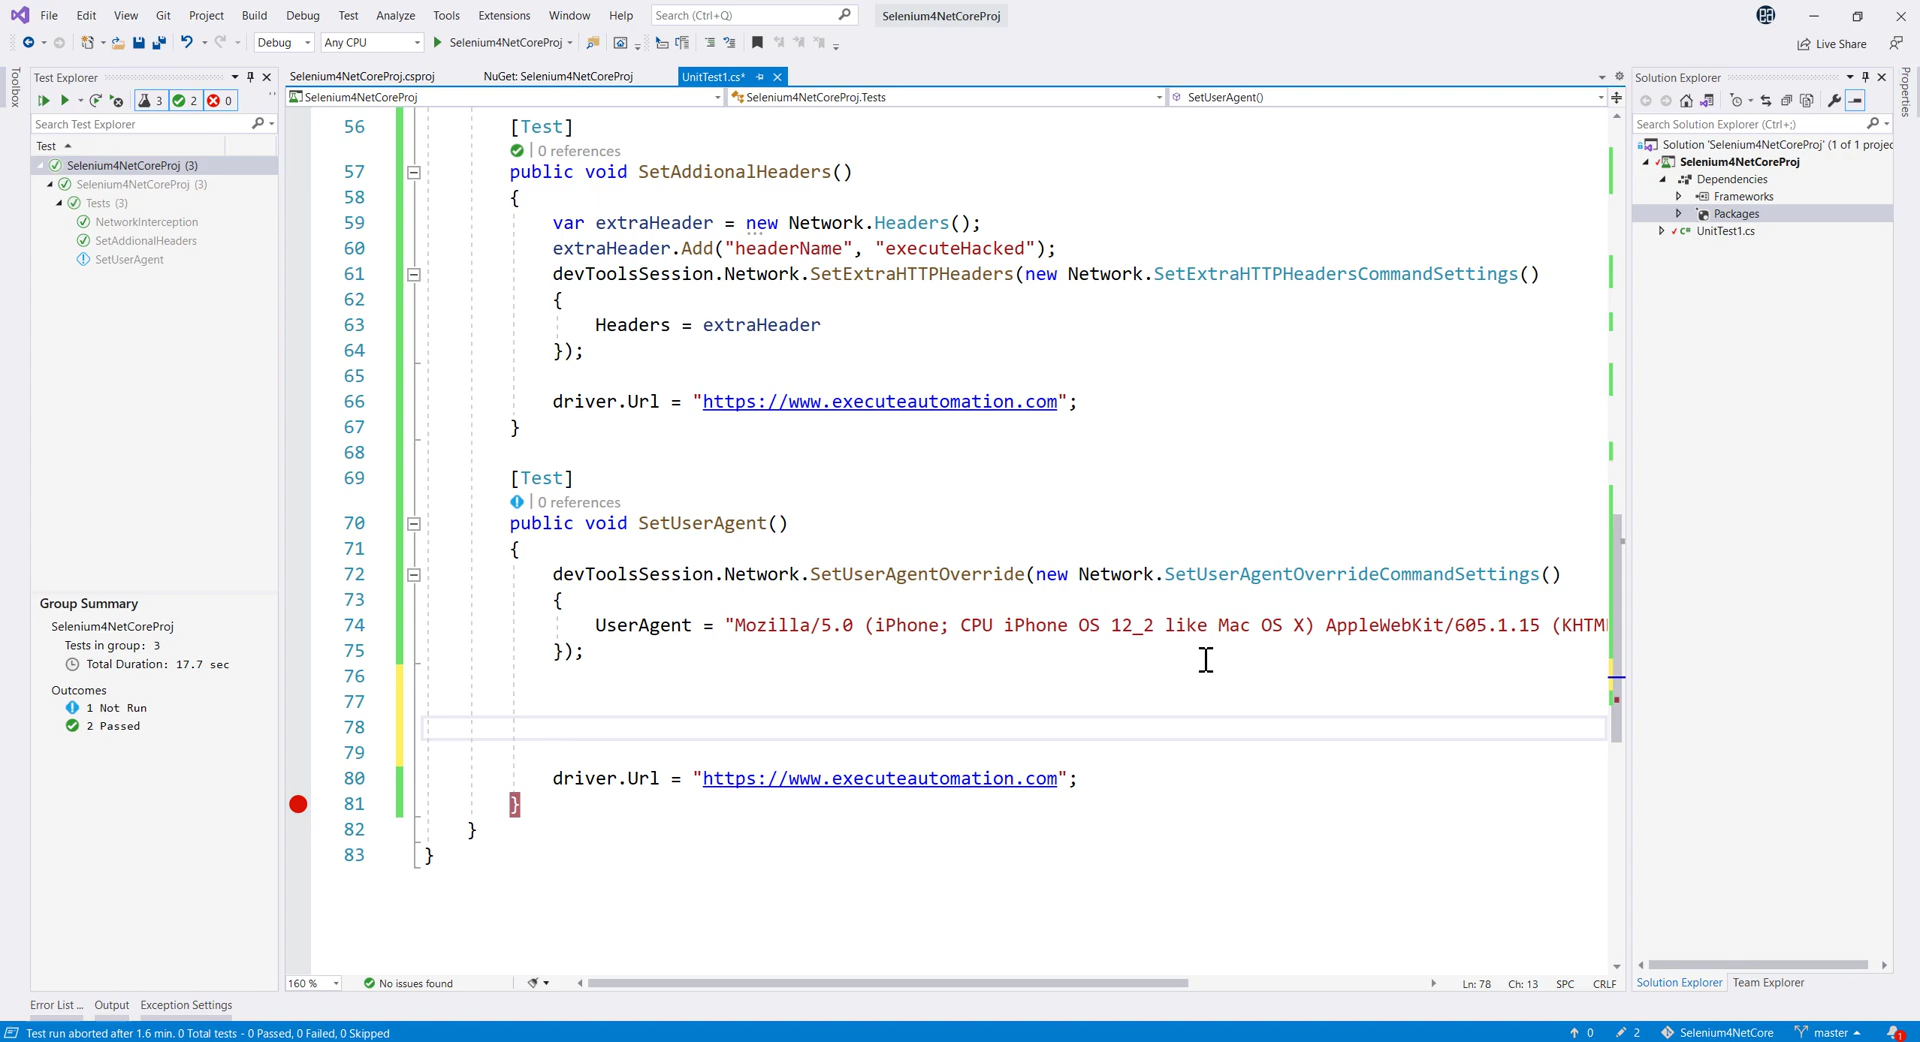 File Edit View Git Project Build Debug Test Analyze Tools Extensions Window Help Search (Ctrl+Q) Selenium4NetCoreProj
Debug Any CPU Selenium4NetCoreProj Live Share
Toolbox
Test Explorer
3 2 0
Search Test Explorer
Test
Selenium4NetCoreProj (3)
Selenium4NetCoreProj (3)
Tests (3)
NetworkInterception
SetAddionalHeaders
SetUserAgent
Group Summary
Selenium4NetCoreProj
Tests in group: 3
Total Duration: 17.7 sec
Outcomes
1 Not Run
2 Passed
Selenium4NetCoreProj.csproj NuGet: Selenium4NetCoreProj UnitTest1.cs*
Selenium4NetCoreProj Selenium4NetCoreProj.Tests SetUserAgent()
56 [Test]
0 references
57 public void SetAddionalHeaders()
58 {
59 var extraHeader = new Network.Headers();
60 extraHeader.Add("headerName", "executeHacked");
61 devToolsSession.Network.SetExtraHTTPHeaders(new Network.SetExtraHTTPHeadersCommandSettings()
62 {
63 Headers = extraHeader
64 });
65
66 driver.Url = "https://www.executeautomation.com";
67 }
68
69 [Test]
0 references
70 public void SetUserAgent()
71 {
72 devToolsSession.Network.SetUserAgentOverride(new Network.SetUserAgentOverrideCommandSettings()
73 {
74 UserAgent = "Mozilla/5.0 (iPhone; CPU iPhone OS 12_2 like Mac OS X) AppleWebKit/605.1.15 (KHTM
75 });
76
77
78
79
80 driver.Url = "https://www.executeautomation.com";
81 }
82 }
83 }
160 % No issues found Ln: 78 Ch: 13 SPC CRLF
Solution Explorer
Search Solution Explorer (Ctrl+;)
Solution 'Selenium4NetCoreProj' (1 of 1 projec
Selenium4NetCoreProj
Dependencies
Frameworks
Packages
UnitTest1.cs
Solution Explorer Team Explorer
Properties
Error List ... Output Exception Settings
Test run aborted after 1.6 min. 0 Total tests - 0 Passed, 0 Failed, 0 Skipped 0 2 Selenium4NetCore master 1